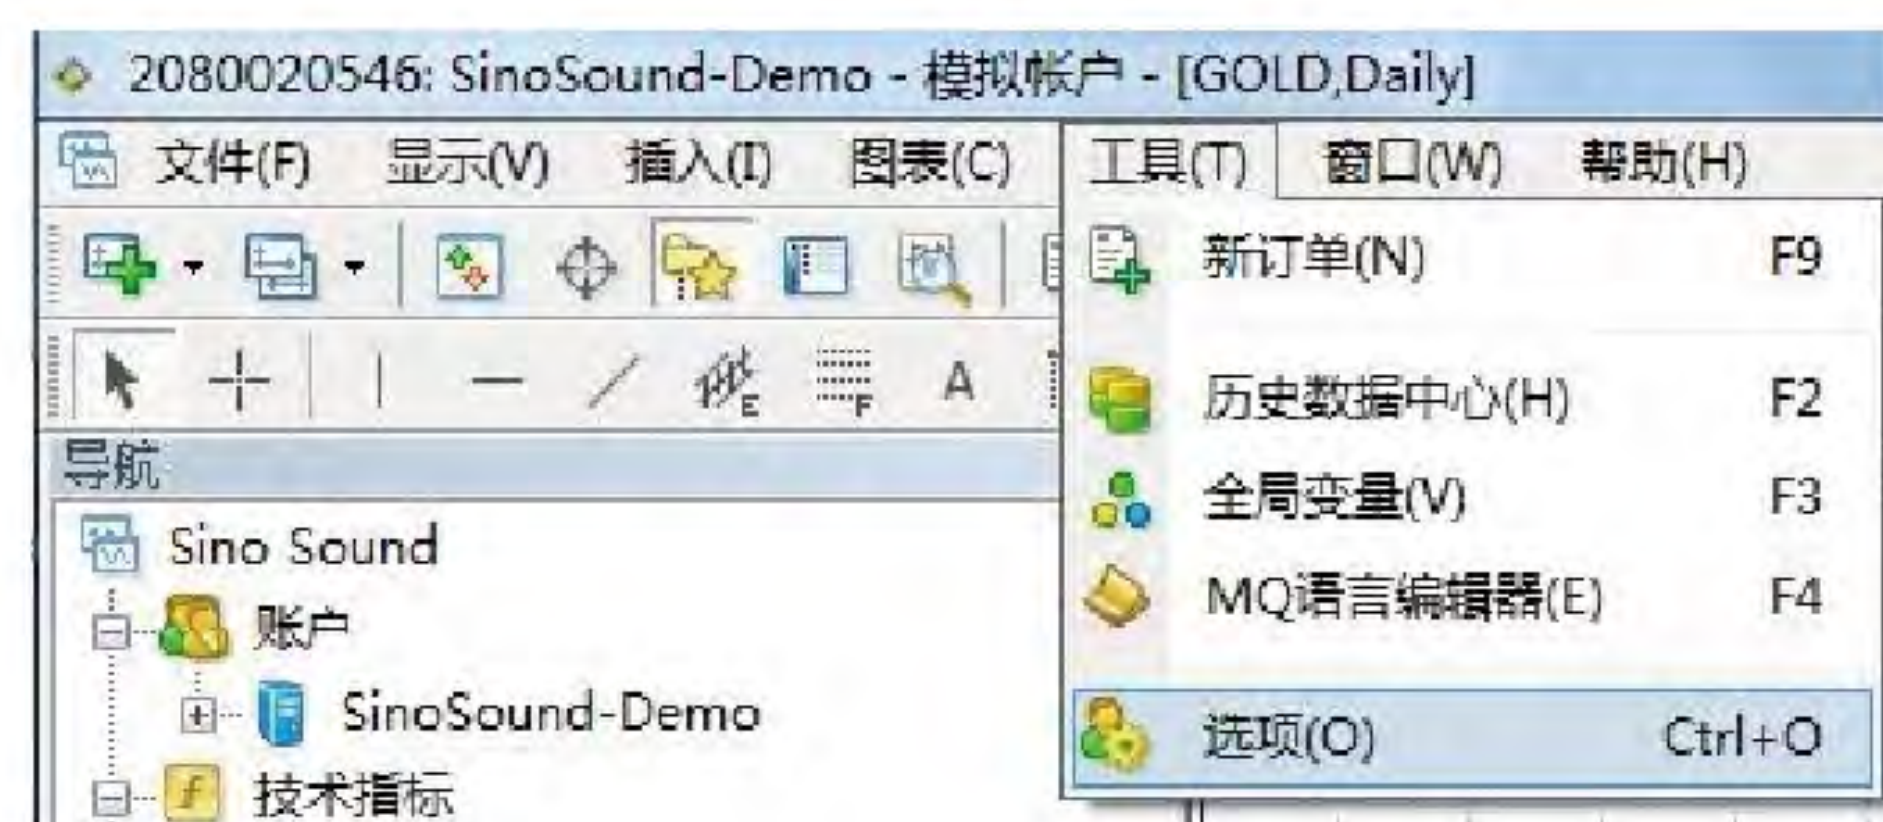 2080020546: SinoSound-Demo - 模拟帐户 - [GOLD,Daily]
文件(F) 显示(V) 插入(I) 图表(C) 工具(T) 窗口(W) 帮助(H)
新订单(N) F9
历史数据中心(H) F2
全局变量(V) F3
MQ语言编辑器(E) F4
选项(O) Ctrl+O
E F A
导航
Sino Sound
账户
SinoSound-Demo
技术指标